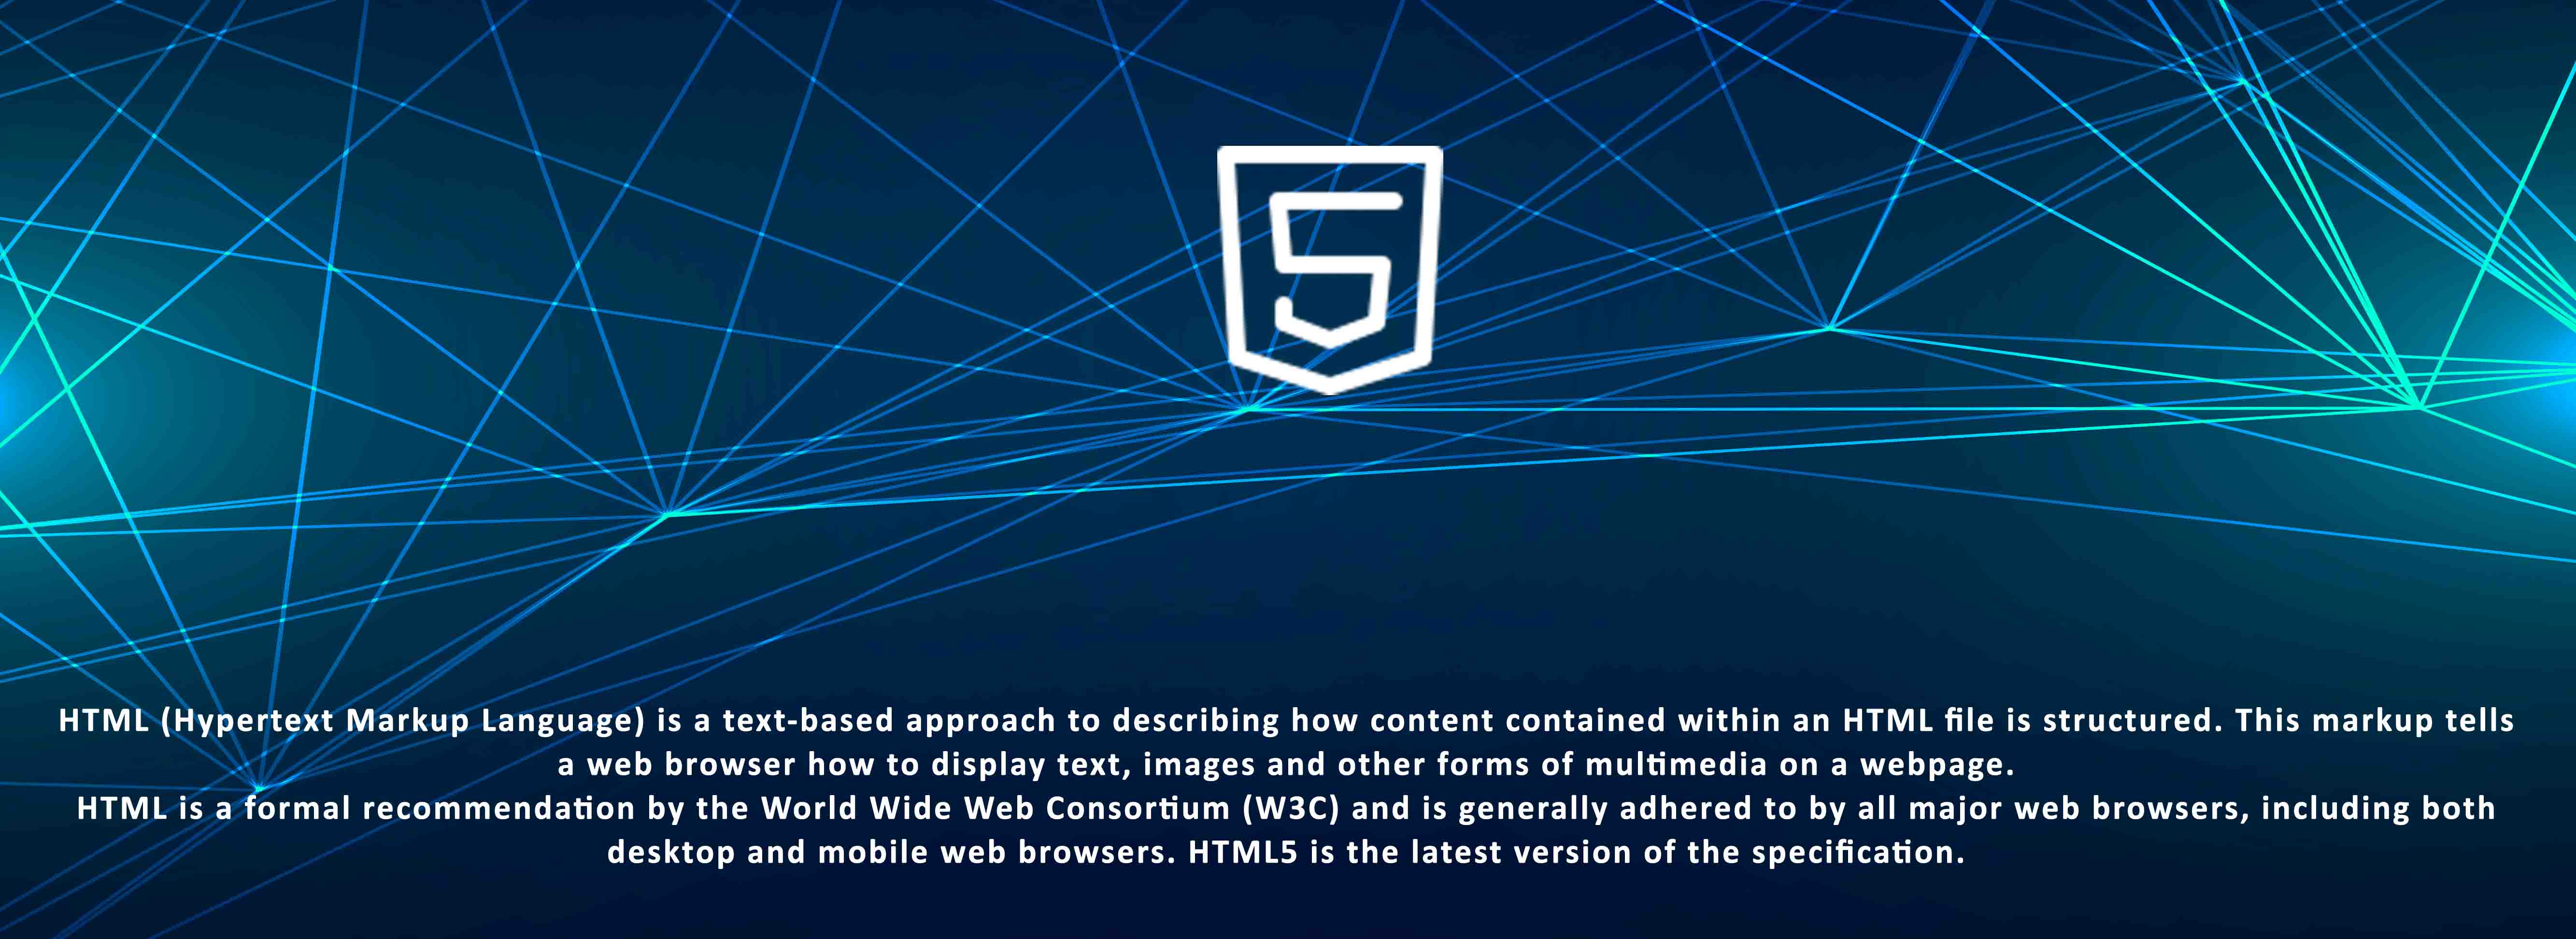 5
HTML (Hypertext Markup Language) is a text-based approach to describing how content contained within an HTML file is structured. This markup tells
a web browser how to display text, images and other forms of multimedia on a webpage.
HTML is a formal recommendation by the World Wide Web Consortium (W3C) and is generally adhered to by all major web browsers, including both
desktop and mobile web browsers. HTML5 is the latest version of the specification.